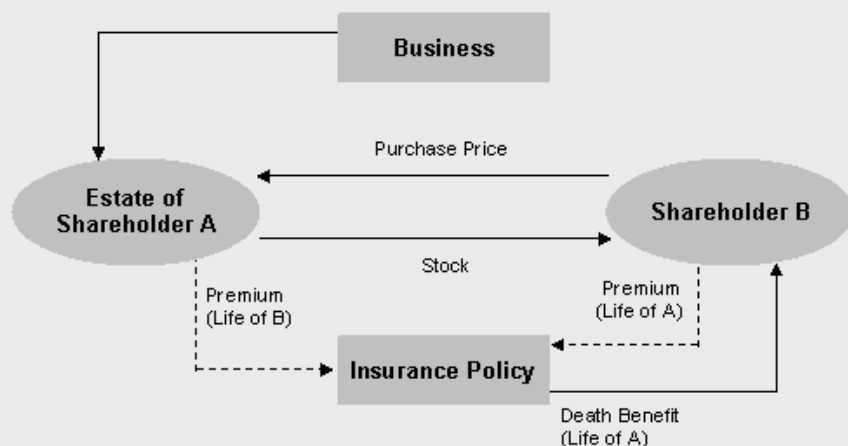 Business
Purchase Price
Estate of
Shareholder A
Shareholder B
Stock
Premium
(Life of B)
Premium
(Life of A)
Insurance Policy
Death Benefit
(Life of A)